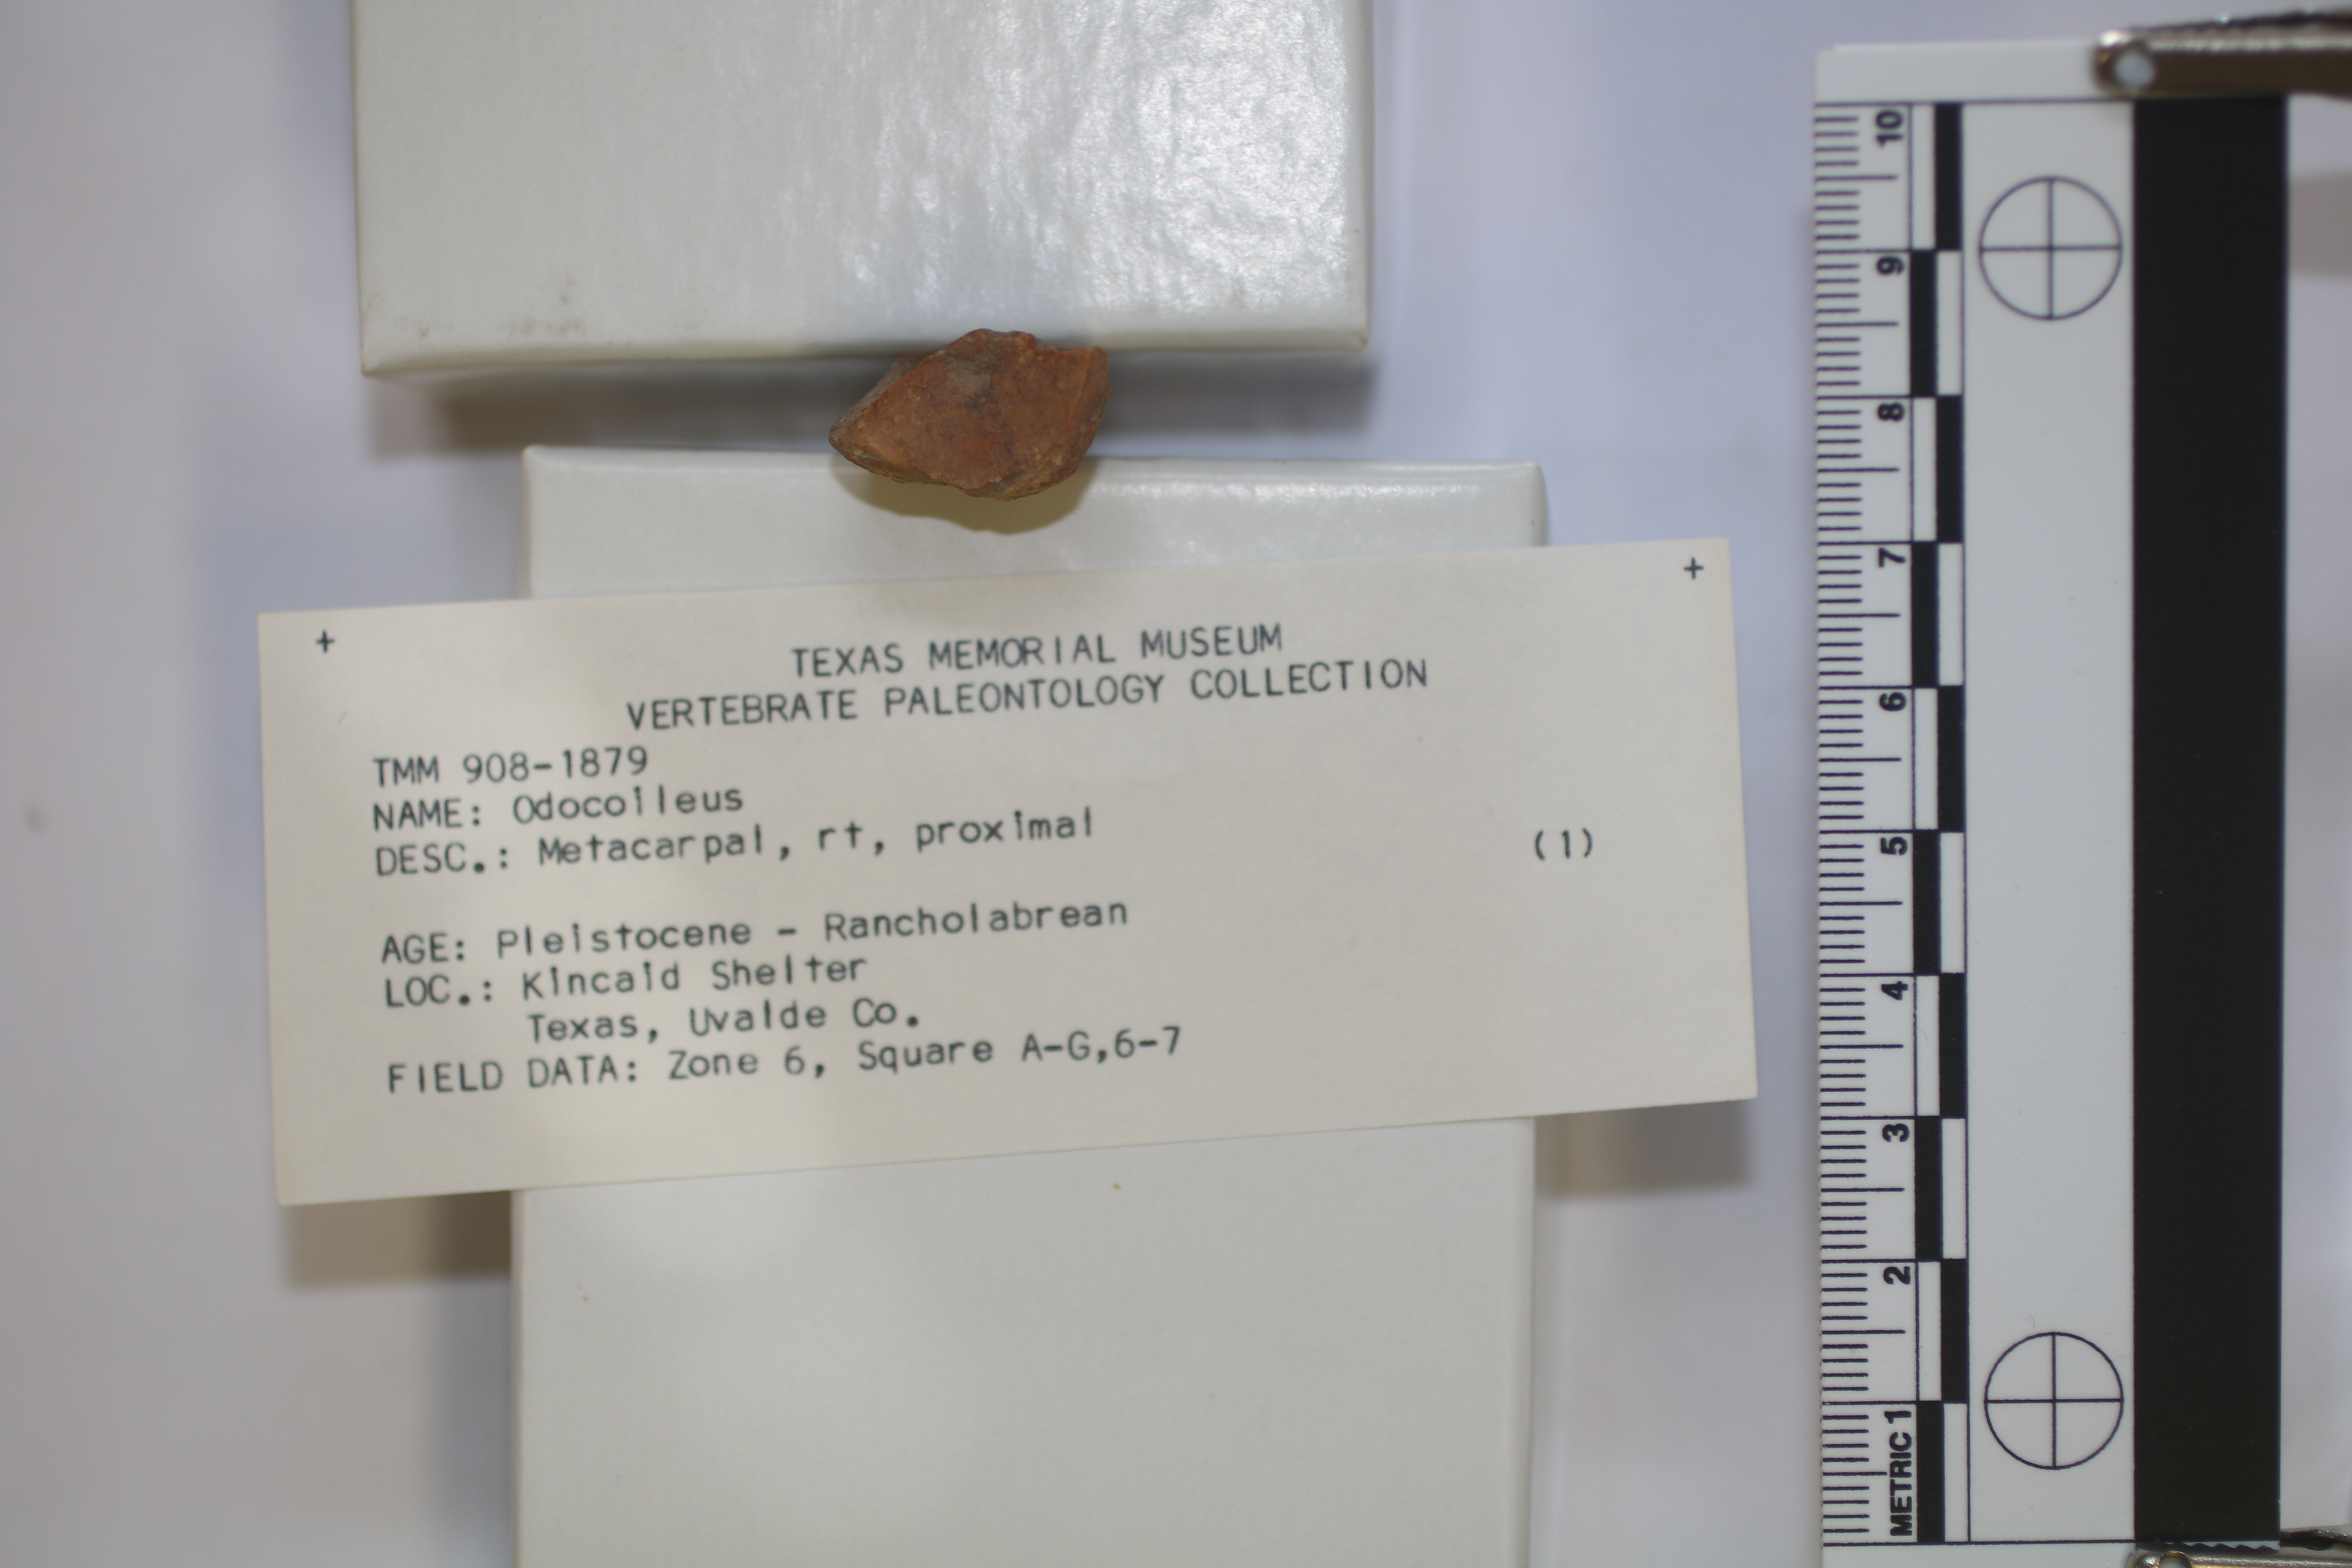 + +
TEXAS MEMORIAL MUSEUM
VERTEBRATE PALEONTOLOGY COLLECTION
TMM 908-1879
NAME: Odocoileus
DESC.: Metacarpal, rt, proximal (1)
AGE: Pleistocene - Rancholabrean
LOC.: Kincaid Shelter
Texas, Uvalde Co.
FIELD DATA: Zone 6, Square A-G,6-7
METRIC 1 2 3 4 5 6 7 8 9 10